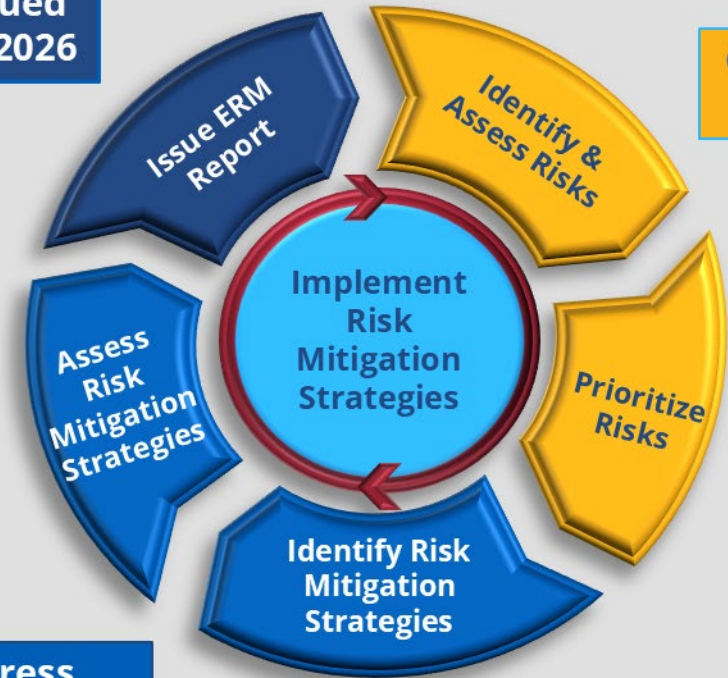 2026
Issue ERM
Report
Identify &
Assess Risks
Prioritize
Risks
Identify Risk
Mitigation
Strategies
Assess
Risk
Mitigation
Strategies
Implement
Risk
Mitigation
Strategies